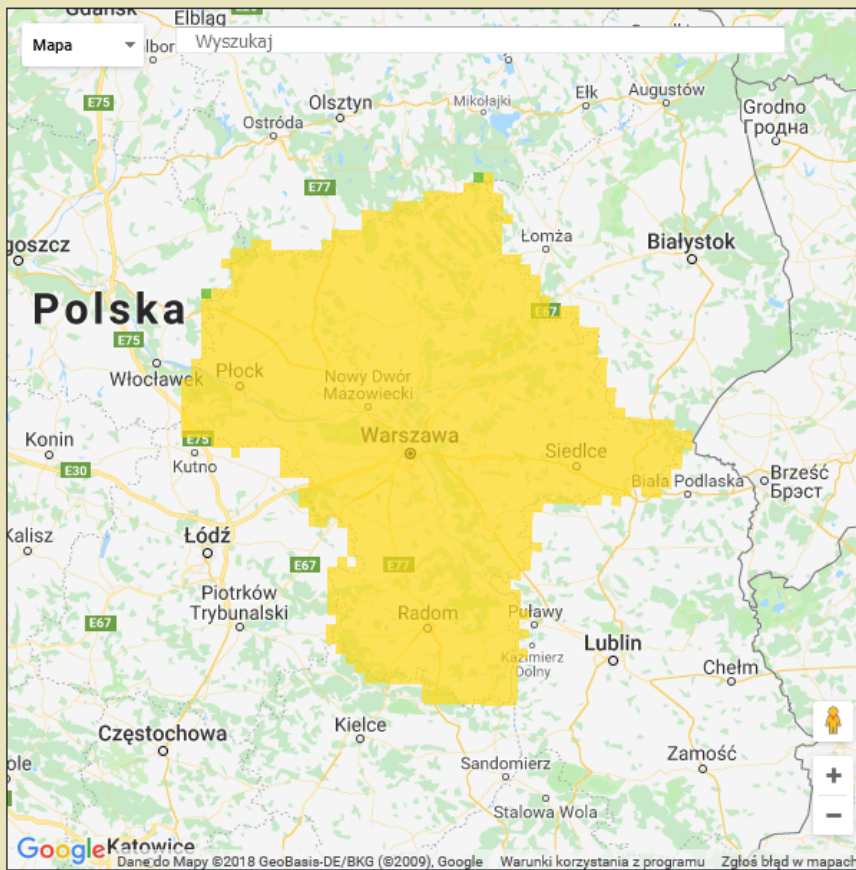 Gdańsk
Elbląg
Mapa
Wyszukaj
E75
Olsztyn
Ostróda
Mikołajki
Ełk
Augustów
Grodno
Гродна
E77
Łomża
Białystok
goszcz
Polska
E67
E75
Włocławek
Płock
Nowy Dwór
Mazowiecki
Warszawa
E75
Konin
Kutno
Siedlce
E30
Biała Podlaska
Brześć
Брэст
Kalisz
Łódź
E67
E77
Piotrków
Trybunalski
E67
Radom
Puławy
Kazimierz
Dolny
Lublin
Chełm
Częstochowa
Kielce
Sandomierz
Zamość
ole
Stalowa Wola
Google
Katowice
Dane do Mapy ©2018 GeoBasis-DE/BKG (©2009), Google
Warunki korzystania z programu
Zgłoś błąd w mapach